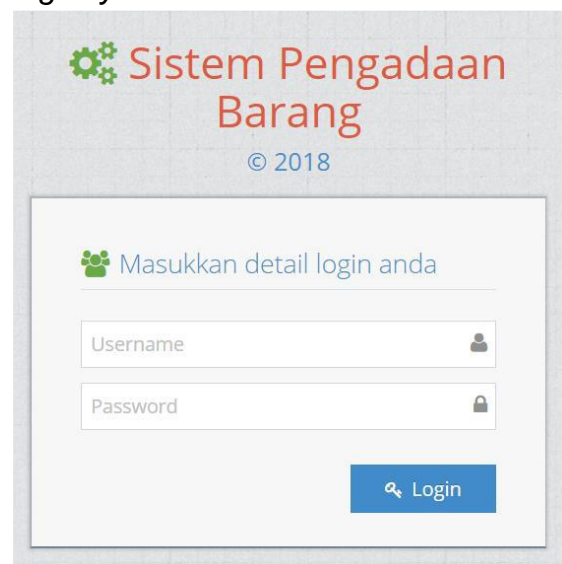 Sistem Pengadaan
Barang
© 2018
Masukkan detail login anda
Username
Password
Login